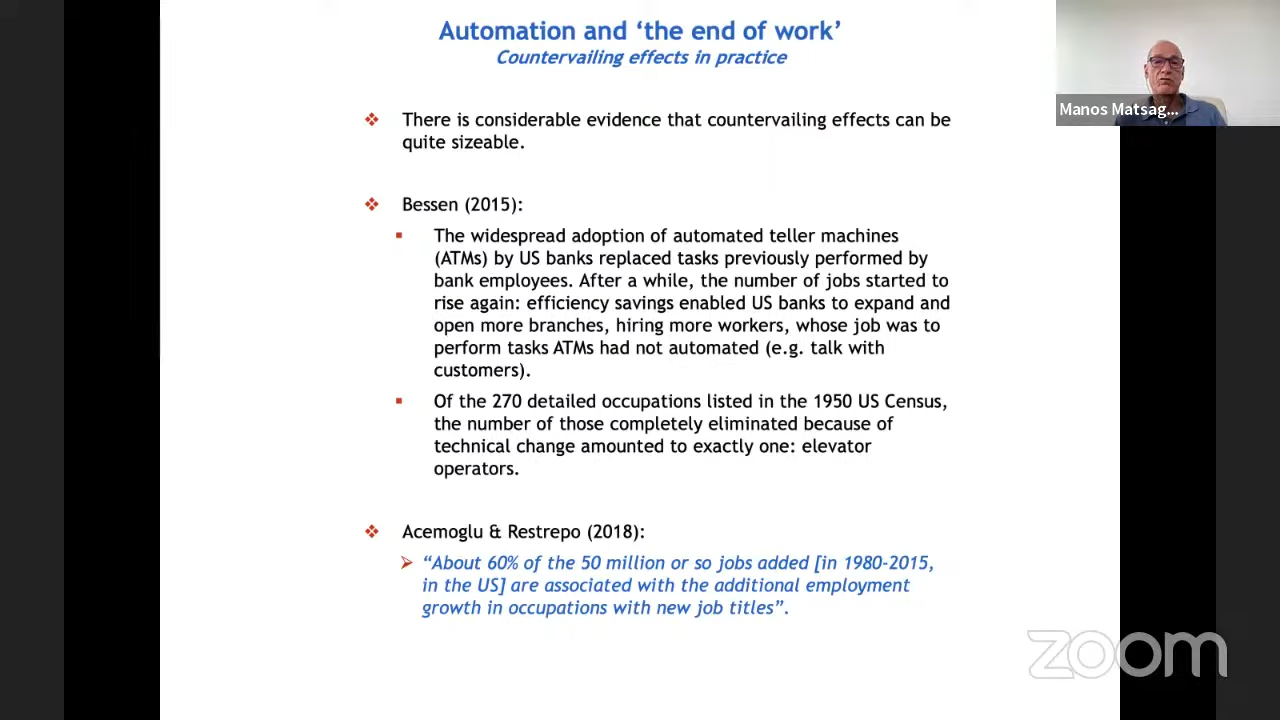 Automation and ‘the end of work’
Countervailing effects in practice
Manos Matsag...
There is considerable evidence that countervailing effects can be
quite sizeable.
Bessen (2015):
The widespread adoption of automated teller machines
(ATMs) by US banks replaced tasks previously performed by
bank employees. After a while, the number of jobs started to
rise again: efficiency savings enabled US banks to expand and
open more branches, hiring more workers, whose job was to
perform tasks ATMs had not automated (e.g. talk with
customers).
Of the 270 detailed occupations listed in the 1950 US Census,
the number of those completely eliminated because of
technical change amounted to exactly one: elevator
operators.
Acemoglu & Restrepo (2018):
“About 60% of the 50 million or so jobs added [in 1980-2015,
in the US] are associated with the additional employment
growth in occupations with new job titles”.
zoom